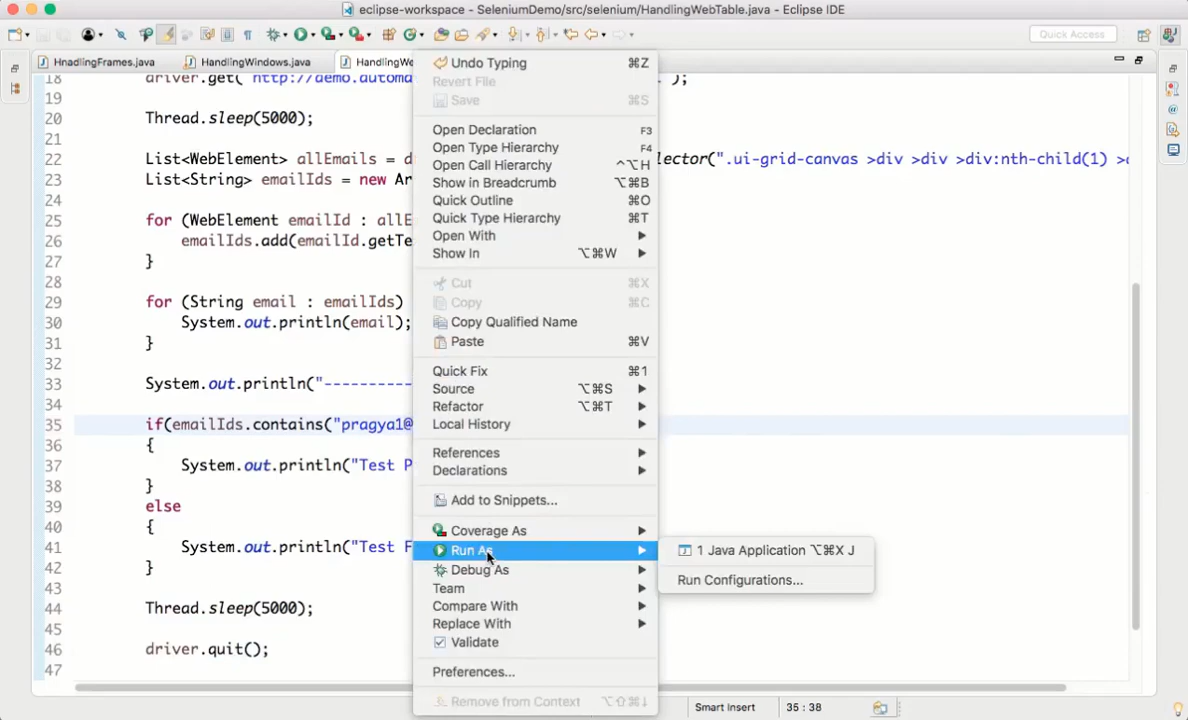 eclipse-workspace - SeleniumDemo/src/selenium/HandlingWebTable.java - Eclipse IDE
Quick Access
HnadlingFrames.java
HandlingWindows.java
HandlingWe
18 driver.get("http://demo.automa l");
19
20 Thread.sleep(5000);
21
22 List<WebElement> allEmails = d lector(".ui-grid-canvas >div >div >div:nth-child(1) >
23 List<String> emailIds = new Ar
24
25 for (WebElement emailId : allE
26 emailIds.add(emailId.getTe
27 }
28
29 for (String email : emailIds)
30 System.out.println(email);
31 }
32
33 System.out.println("----------
34
35 if(emailIds.contains("pragya1@
36 {
37 System.out.println("Test P
38 }
39 else
40 {
41 System.out.println("Test F
42 }
43
44 Thread.sleep(5000);
45
46 driver.quit();
47
Undo Typing ⌘Z
Revert File
Save ⌘S
Open Declaration F3
Open Type Hierarchy F4
Open Call Hierarchy ^⌥H
Show in Breadcrumb ⌥⌘B
Quick Outline ⌘O
Quick Type Hierarchy ⌘T
Open With
Show In ⌥⌘W
Cut ⌘X
Copy ⌘C
Copy Qualified Name
Paste ⌘V
Quick Fix ⌘1
Source ⌥⌘S
Refactor ⌥⌘T
Local History
References
Declarations
Add to Snippets...
Coverage As
Run As
Debug As
Team
Compare With
Replace With
Validate
Preferences...
Remove from Context ⌥⇧⌘↓
1 Java Application ⌥⌘X J
Run Configurations...
Smart Insert
35 : 38